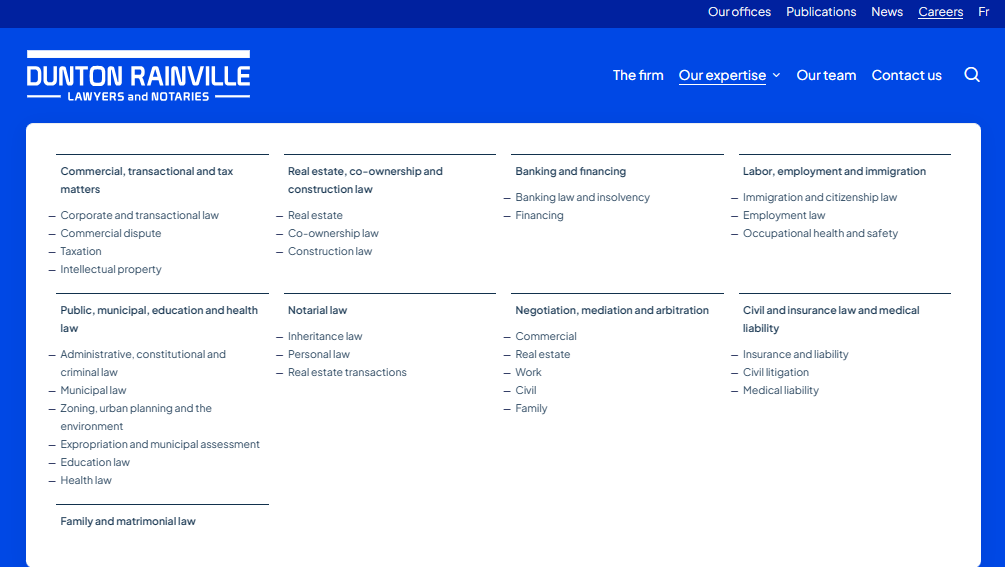 Our offices Publications News Careers Fr
DUNTON RAINVILLE
LAWYERS and NOTARIES
The firm Our expertise Our team Contact us
Commercial, transactional and tax
matters
– Corporate and transactional law
– Commercial dispute
– Taxation
– Intellectual property
Real estate, co-ownership and
construction law
– Real estate
– Co-ownership law
– Construction law
Banking and financing
– Banking law and insolvency
– Financing
Labor, employment and immigration
– Immigration and citizenship law
– Employment law
– Occupational health and safety
Public, municipal, education and health
law
– Administrative, constitutional and
criminal law
– Municipal law
– Zoning, urban planning and the
environment
– Expropriation and municipal assessment
– Education law
– Health law
Notarial law
– Inheritance law
– Personal law
– Real estate transactions
Negotiation, mediation and arbitration
– Commercial
– Real estate
– Work
– Civil
– Family
Civil and insurance law and medical
liability
– Insurance and liability
– Civil litigation
– Medical liability
Family and matrimonial law